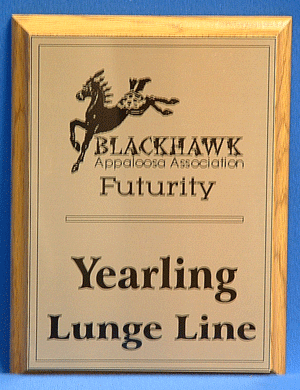 BLACKHAWK
Appaloosa Association
Futurity
Yearling
Lunge Line